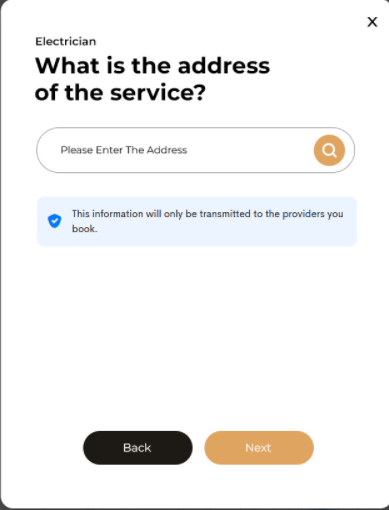 X
Electrician
What is the address
of the service?
Please Enter The Address
This information will only be transmitted to the providers you
book.
Back
Next